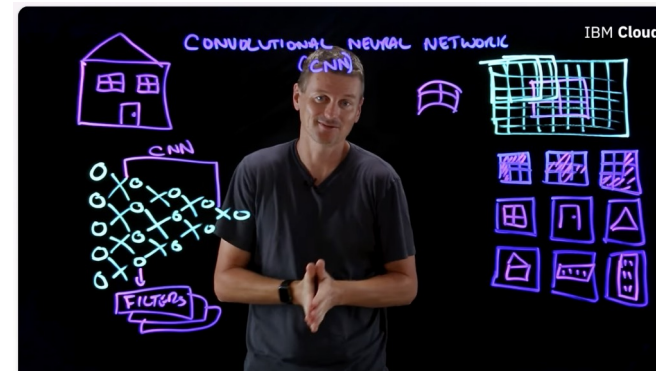 IBM Cloud
CONVOLUTIONAL NEURAL NETWORK
(CNN)
CNN
FILTERS